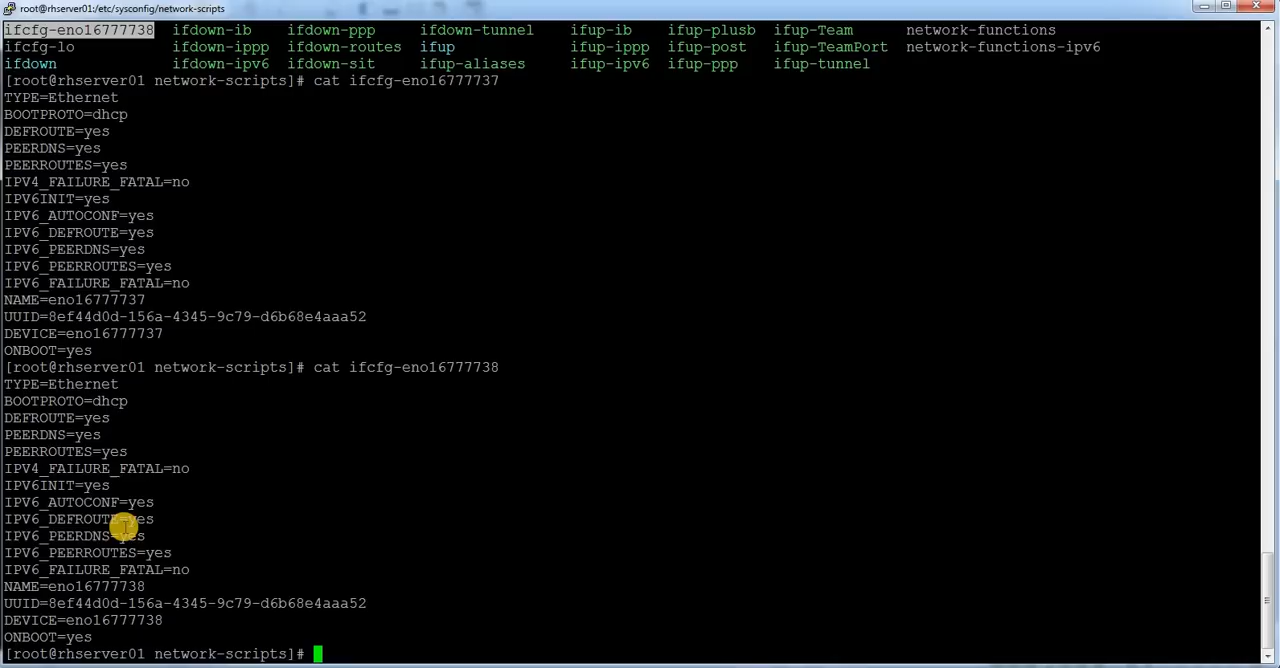 root@rhserver01:/etc/sysconfig/network-scripts
ifcfg-eno16777738 ifdown-ib ifdown-ppp ifdown-tunnel ifup-ib ifup-plusb ifup-Team network-functions
ifcfg-lo ifdown-ippp ifdown-routes ifup ifup-ippp ifup-post ifup-TeamPort network-functions-ipv6
ifdown ifdown-ipv6 ifdown-sit ifup-aliases ifup-ipv6 ifup-ppp ifup-tunnel
[root@rhserver01 network-scripts]# cat ifcfg-eno16777737
TYPE=Ethernet
BOOTPROTO=dhcp
DEFROUTE=yes
PEERDNS=yes
PEERROUTES=yes
IPV4_FAILURE_FATAL=no
IPV6INIT=yes
IPV6_AUTOCONF=yes
IPV6_DEFROUTE=yes
IPV6_PEERDNS=yes
IPV6_PEERROUTES=yes
IPV6_FAILURE_FATAL=no
NAME=eno16777737
UUID=8ef44d0d-156a-4345-9c79-d6b68e4aaa52
DEVICE=eno16777737
ONBOOT=yes
[root@rhserver01 network-scripts]# cat ifcfg-eno16777738
TYPE=Ethernet
BOOTPROTO=dhcp
DEFROUTE=yes
PEERDNS=yes
PEERROUTES=yes
IPV4_FAILURE_FATAL=no
IPV6INIT=yes
IPV6_AUTOCONF=yes
IPV6_DEFROUTE=yes
IPV6_PEERDNS=yes
IPV6_PEERROUTES=yes
IPV6_FAILURE_FATAL=no
NAME=eno16777738
UUID=8ef44d0d-156a-4345-9c79-d6b68e4aaa52
DEVICE=eno16777738
ONBOOT=yes
[root@rhserver01 network-scripts]#